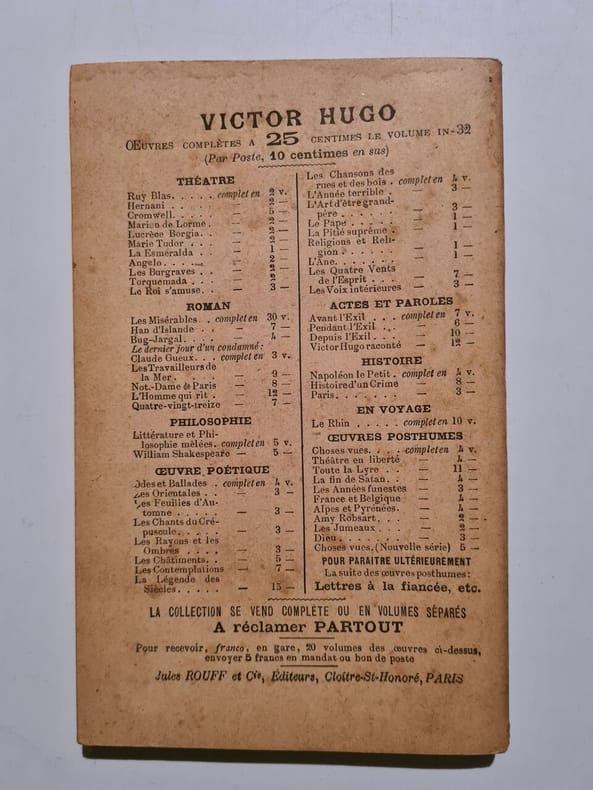 VICTOR HUGO
ŒUVRES COMPLÈTES A 25 CENTIMES LE VOLUME IN-32
(Par Poste, 10 centimes en sus)
THÉATRE
Ruy Blas. . . . . complet en 2 v.
Hernani . . . . . — 2 —
Cromwell. . . . . — 5 —
Marion de Lorme. — 2 —
Lucrèce Borgia. . — 2 —
Marie Tudor . . . — 2 —
La Esméralda . . — 1 —
Angelo. . . . . . — 2 —
Les Burgraves . . — 2 —
Torquemada . . . — 2 —
Le Roi s'amuse. . — 3 —
ROMAN
Les Misérables. . complet en 30 v.
Han d'Islande . . — 7 —
Bug-Jargal. . . . — 4 —
Le dernier jour d'un condamné:
Claude Gueux. . . complet en 3 v.
Les Travailleurs de
la Mer. . . . — 9 —
Not.-Dame de Paris — 8 —
L'Homme qui rit . — 12 —
Quatre-vingt-treize — 7 —
PHILOSOPHIE
Littérature et Phi-
losophie mêlées. complet en 5 v.
William Shakespeare — 5 —
ŒUVRE POÉTIQUE
Odes et Ballades . complet en 4 v.
Les Orientales . . — 3 —
Les Feuilles d'Au-
tomne . . . . — 3 —
Les Chants du Cré-
puscule. . . . — 3 —
Les Rayons et les
Ombres . . . . — 3 —
Les Châtiments. . — 5 —
Les Contemplations — 7 —
La Légende des
Siècles. . . . . — 15 —
Les Chansons des
rues et des bois . complet en 4 v.
L'Année terrible . — 3 —
L'Art d'être grand-
père . . . . . . — 3 —
Le Pape . . . . . — 1 —
La Pitié suprême . — 1 —
Religions et Reli-
gion . . . . . . — 1 —
L'Ane. . . . . . . — 1 —
Les Quatre Vents
de l'Esprit . . . — 7 —
Les Voix intérieures — 3 —
ACTES ET PAROLES
Avant l'Exil . . . complet en 7 v.
Pendant l'Exil . . — 6 —
Depuis l'Exil. . . — 10 —
Victor Hugo raconté — 12 —
HISTOIRE
Napoléon le Petit . complet en 4 v.
Histoire d'un Crime — 8 —
Paris. . . . . . . — 3 —
EN VOYAGE
Le Rhin . . . . . complet en 10 v.
ŒUVRES POSTHUMES
Choses vues. . . . complet en 4 v.
Théâtre en liberté — 4 —
Toute la Lyre . . — 11 —
La fin de Satan. . — 4 —
Les Années funestes — 3 —
France et Belgique — 4 —
Alpes et Pyrénées. — 4 —
Amy Robsart. . . — 2 —
Les Jumeaux. . . — 2 —
Dieu. . . . . . . — 3 —
Choses vues. (Nouvelle série) 5 —
POUR PARAITRE ULTÉRIEUREMENT
La suite des œuvres posthumes:
Lettres à la fiancée, etc.
LA COLLECTION SE VEND COMPLÈTE OU EN VOLUMES SÉPARÉS
A réclamer PARTOUT
Pour recevoir, franco, en gare, 20 volumes des œuvres ci-dessus,
envoyer 5 francs en mandat ou bon de poste
Jules ROUFF et Cie, Éditeurs, Cloître-St-Honoré, PARIS